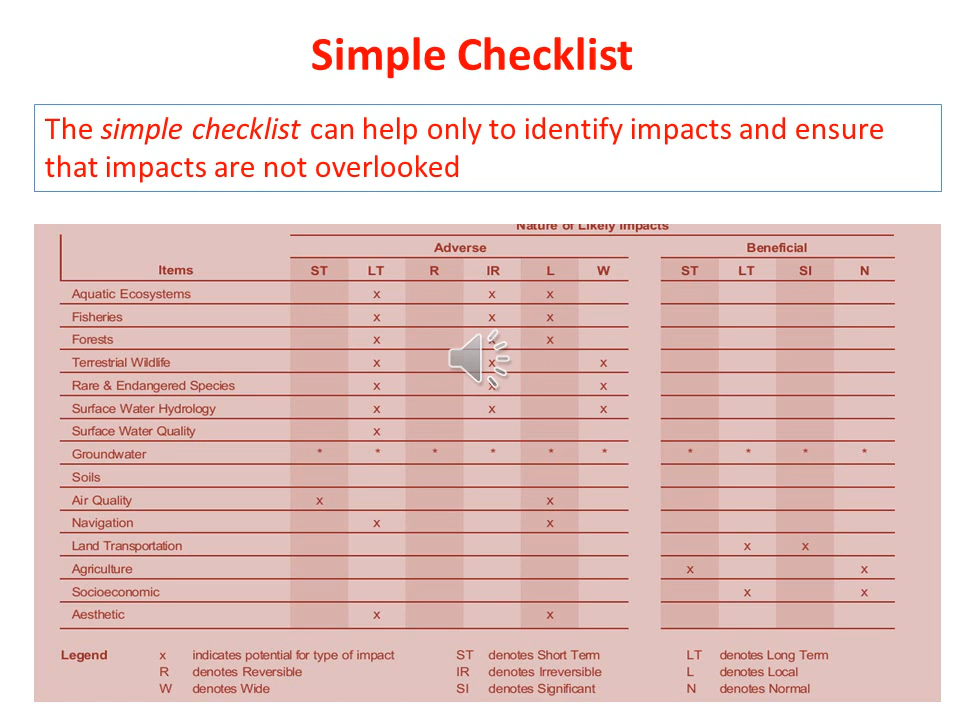 Simple Checklist
The simple checklist can help only to identify impacts and ensure
that impacts are not overlooked
Nature of Likely Impacts
Adverse Beneficial
Items ST LT R IR L W ST LT SI N
Aquatic Ecosystems x x x
Fisheries x x x
Forests x x x
Terrestrial Wildlife x x x
Rare & Endangered Species x x x
Surface Water Hydrology x x x
Surface Water Quality x
Groundwater * * * * * * * * * *
Soils
Air Quality x x
Navigation x x
Land Transportation x x
Agriculture x x
Socioeconomic x x
Aesthetic x x
Legend x indicates potential for type of impact ST denotes Short Term LT denotes Long Term
R denotes Reversible IR denotes Irreversible L denotes Local
W denotes Wide SI denotes Significant N denotes Normal